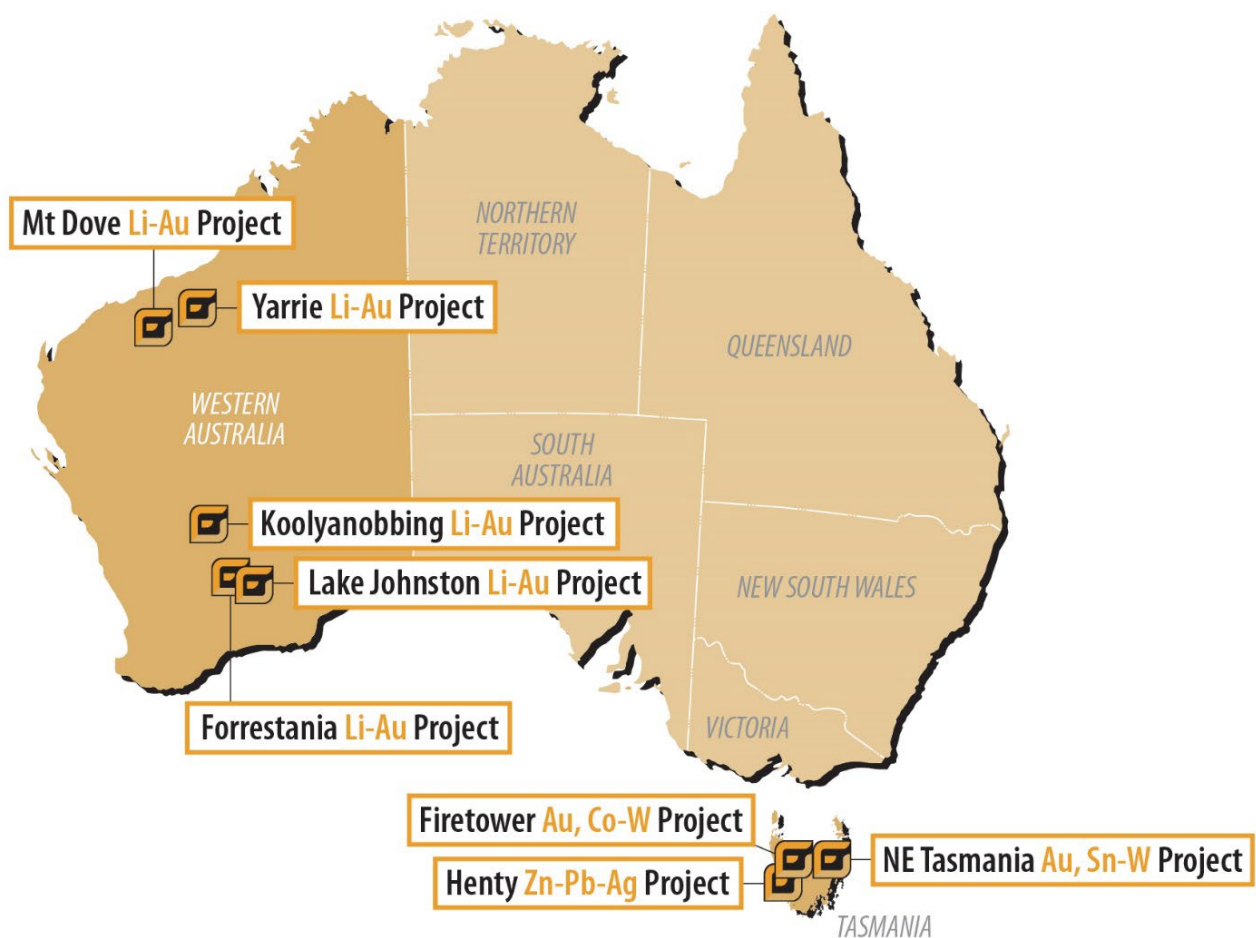 Mt Dove Li-Au Project
NORTHERN
TERRITORY
Yarrie Li-Au Project
QUEENSLAND
WESTERN
AUSTRALIA
SOUTH
AUSTRALIA
Koolyanobbing Li-Au Project
Lake Johnston Li-Au Project
NEW SOUTH WALES
Forrestania Li-Au Project
VICTORIA
Firetower Au, Co-W Project
NE Tasmania Au, Sn-W Project
Henty Zn-Pb-Ag Project
TASMANIA